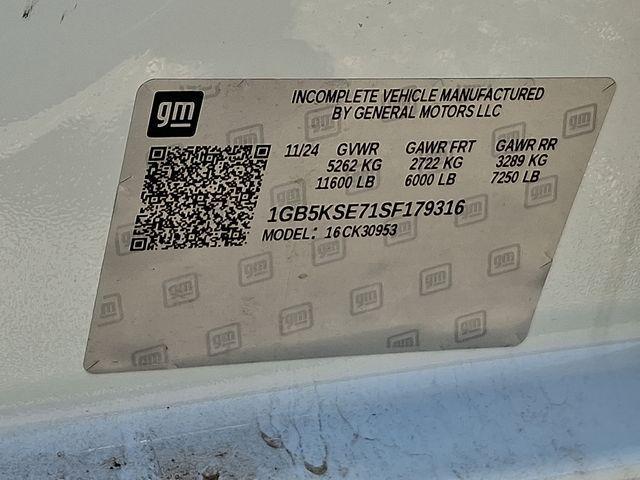 gm
INCOMPLETE VEHICLE MANUFACTURED
BY GENERAL MOTORS LLC
11/24 GVWR GAWR FRT GAWR RR
5262 KG 2722 KG 3289 KG
11600 LB 6000 LB 7250 LB
1GB5KSE71SF179316
MODEL: 16 CK30953